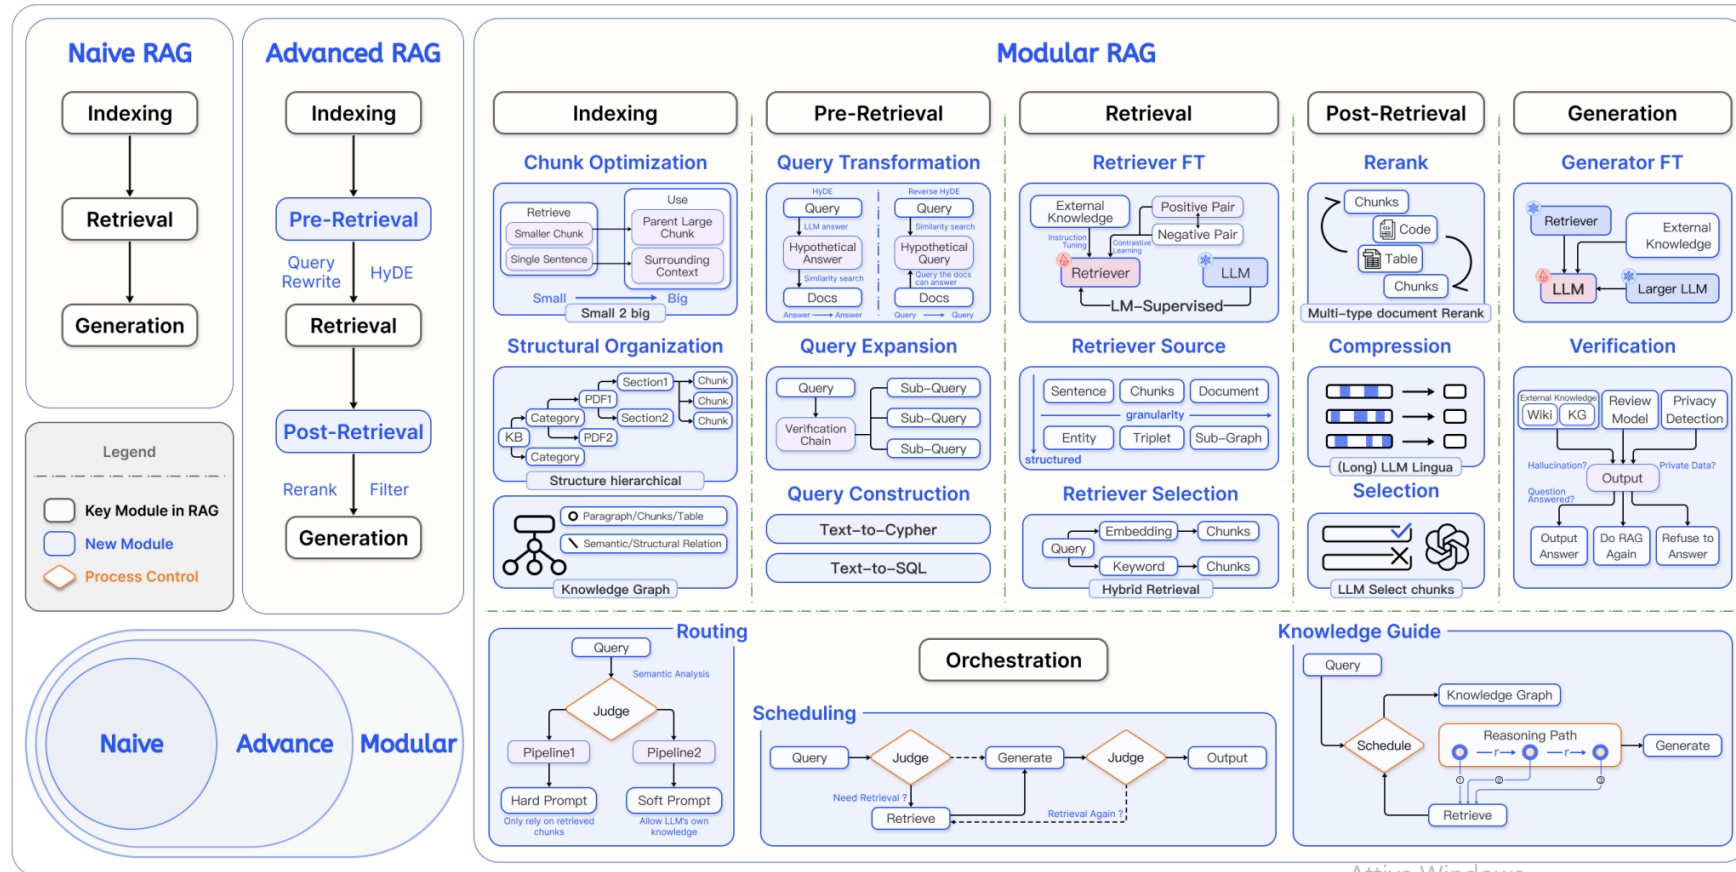 Naive RAG
Indexing
Retrieval
Generation
Legend
Key Module in RAG
New Module
Process Control
Naive
Advance
Modular
Advanced RAG
Indexing
Pre-Retrieval
Query
Rewrite
HyDE
Retrieval
Post-Retrieval
Rerank
Filter
Generation
Modular RAG
Indexing
Chunk Optimization
Retrieve
Smaller Chunk
Single Sentence
Use
Parent Large
Chunk
Surrounding
Context
Small
Big
Small 2 big
Structural Organization
KB
Category
Category
PDF1
PDF2
Section1
Section2
Chunk
Chunk
Chunk
Structure hierarchical
Paragraph/Chunks/Table
Semantic/Structural Relation
Knowledge Graph
Pre-Retrieval
Query Transformation
HyDE
Query
LLM answer
Hypothetical
Answer
Similarity search
Docs
Answer
Answer
Reverse HyDE
Query
Similarity search
Hypothetical
Query
Query the docs
can answer
Docs
Query
Query
Query Expansion
Query
Verification
Chain
Sub-Query
Sub-Query
Sub-Query
Query Construction
Text-to-Cypher
Text-to-SQL
Retrieval
Retriever FT
External
Knowledge
Positive Pair
Negative Pair
Instruction
Tuning
Contrastive
Learning
Retriever
LLM
LM-Supervised
Retriever Source
Sentence
Chunks
Document
granularity
Entity
Triplet
Sub-Graph
structured
Retriever Selection
Query
Embedding
Chunks
Keyword
Chunks
Hybrid Retrieval
Post-Retrieval
Rerank
Chunks
Code
Table
Chunks
Multi-type document Rerank
Compression
(Long) LLM Lingua
Selection
LLM Select chunks
Generation
Generator FT
Retriever
External
Knowledge
LLM
Larger LLM
Verification
External Knowledge
Wiki
KG
Review
Model
Privacy
Detection
Hallucination?
Private Data?
Output
Question
Answered?
Output
Answer
Do RAG
Again
Refuse to
Answer
Routing
Query
Semantic Analysis
Judge
Pipeline1
Pipeline2
Hard Prompt
Soft Prompt
Only rely on retrieved
chunks
Allow LLM's own
knowledge
Orchestration
Scheduling
Query
Judge
Generate
Judge
Output
Need Retrieval ?
Retrieve
Retrieval Again ?
Knowledge Guide
Query
Knowledge Graph
Schedule
Reasoning Path
r
r
Generate
①
②
③
Retrieve